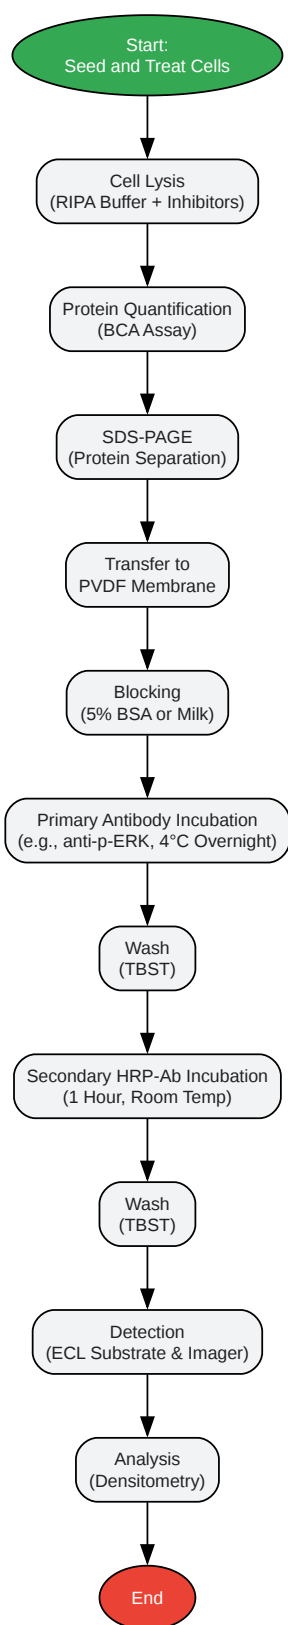 Start:
Seed and Treat Cells
Cell Lysis
(RIPA Buffer + Inhibitors)
Protein Quantification
(BCA Assay)
SDS-PAGE
(Protein Separation)
Transfer to
PVDF Membrane
Blocking
(5% BSA or Milk)
Primary Antibody Incubation
(e.g., anti-p-ERK, 4°C Overnight)
Wash
(TBST)
Secondary HRP-Ab Incubation
(1 Hour, Room Temp)
Wash
(TBST)
Detection
(ECL Substrate & Imager)
Analysis
(Densitometry)
End